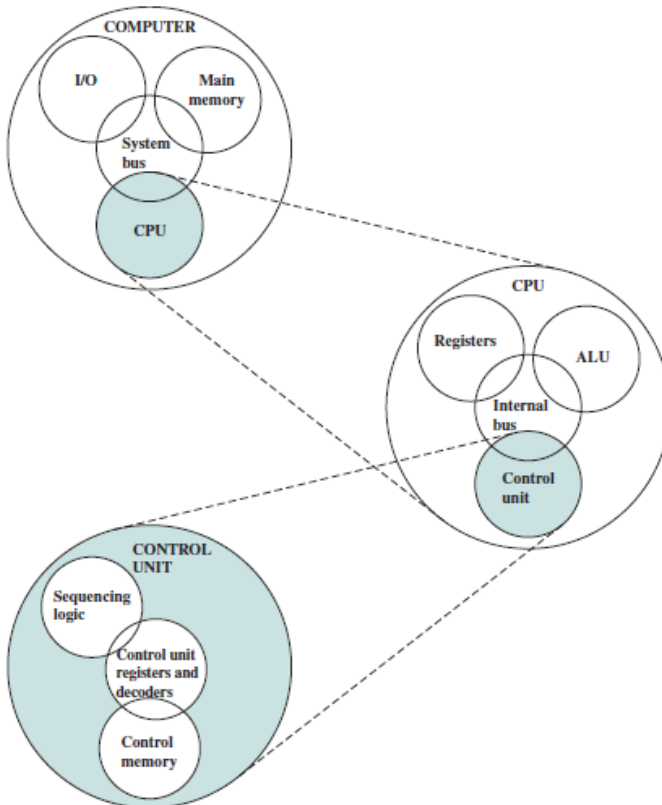 COMPUTER
I/O
Main
memory
System
bus
CPU
CPU
Registers
ALU
Internal
bus
Control
unit
CONTROL
UNIT
Sequencing
logic
Control unit
registers and
decoders
Control
memory